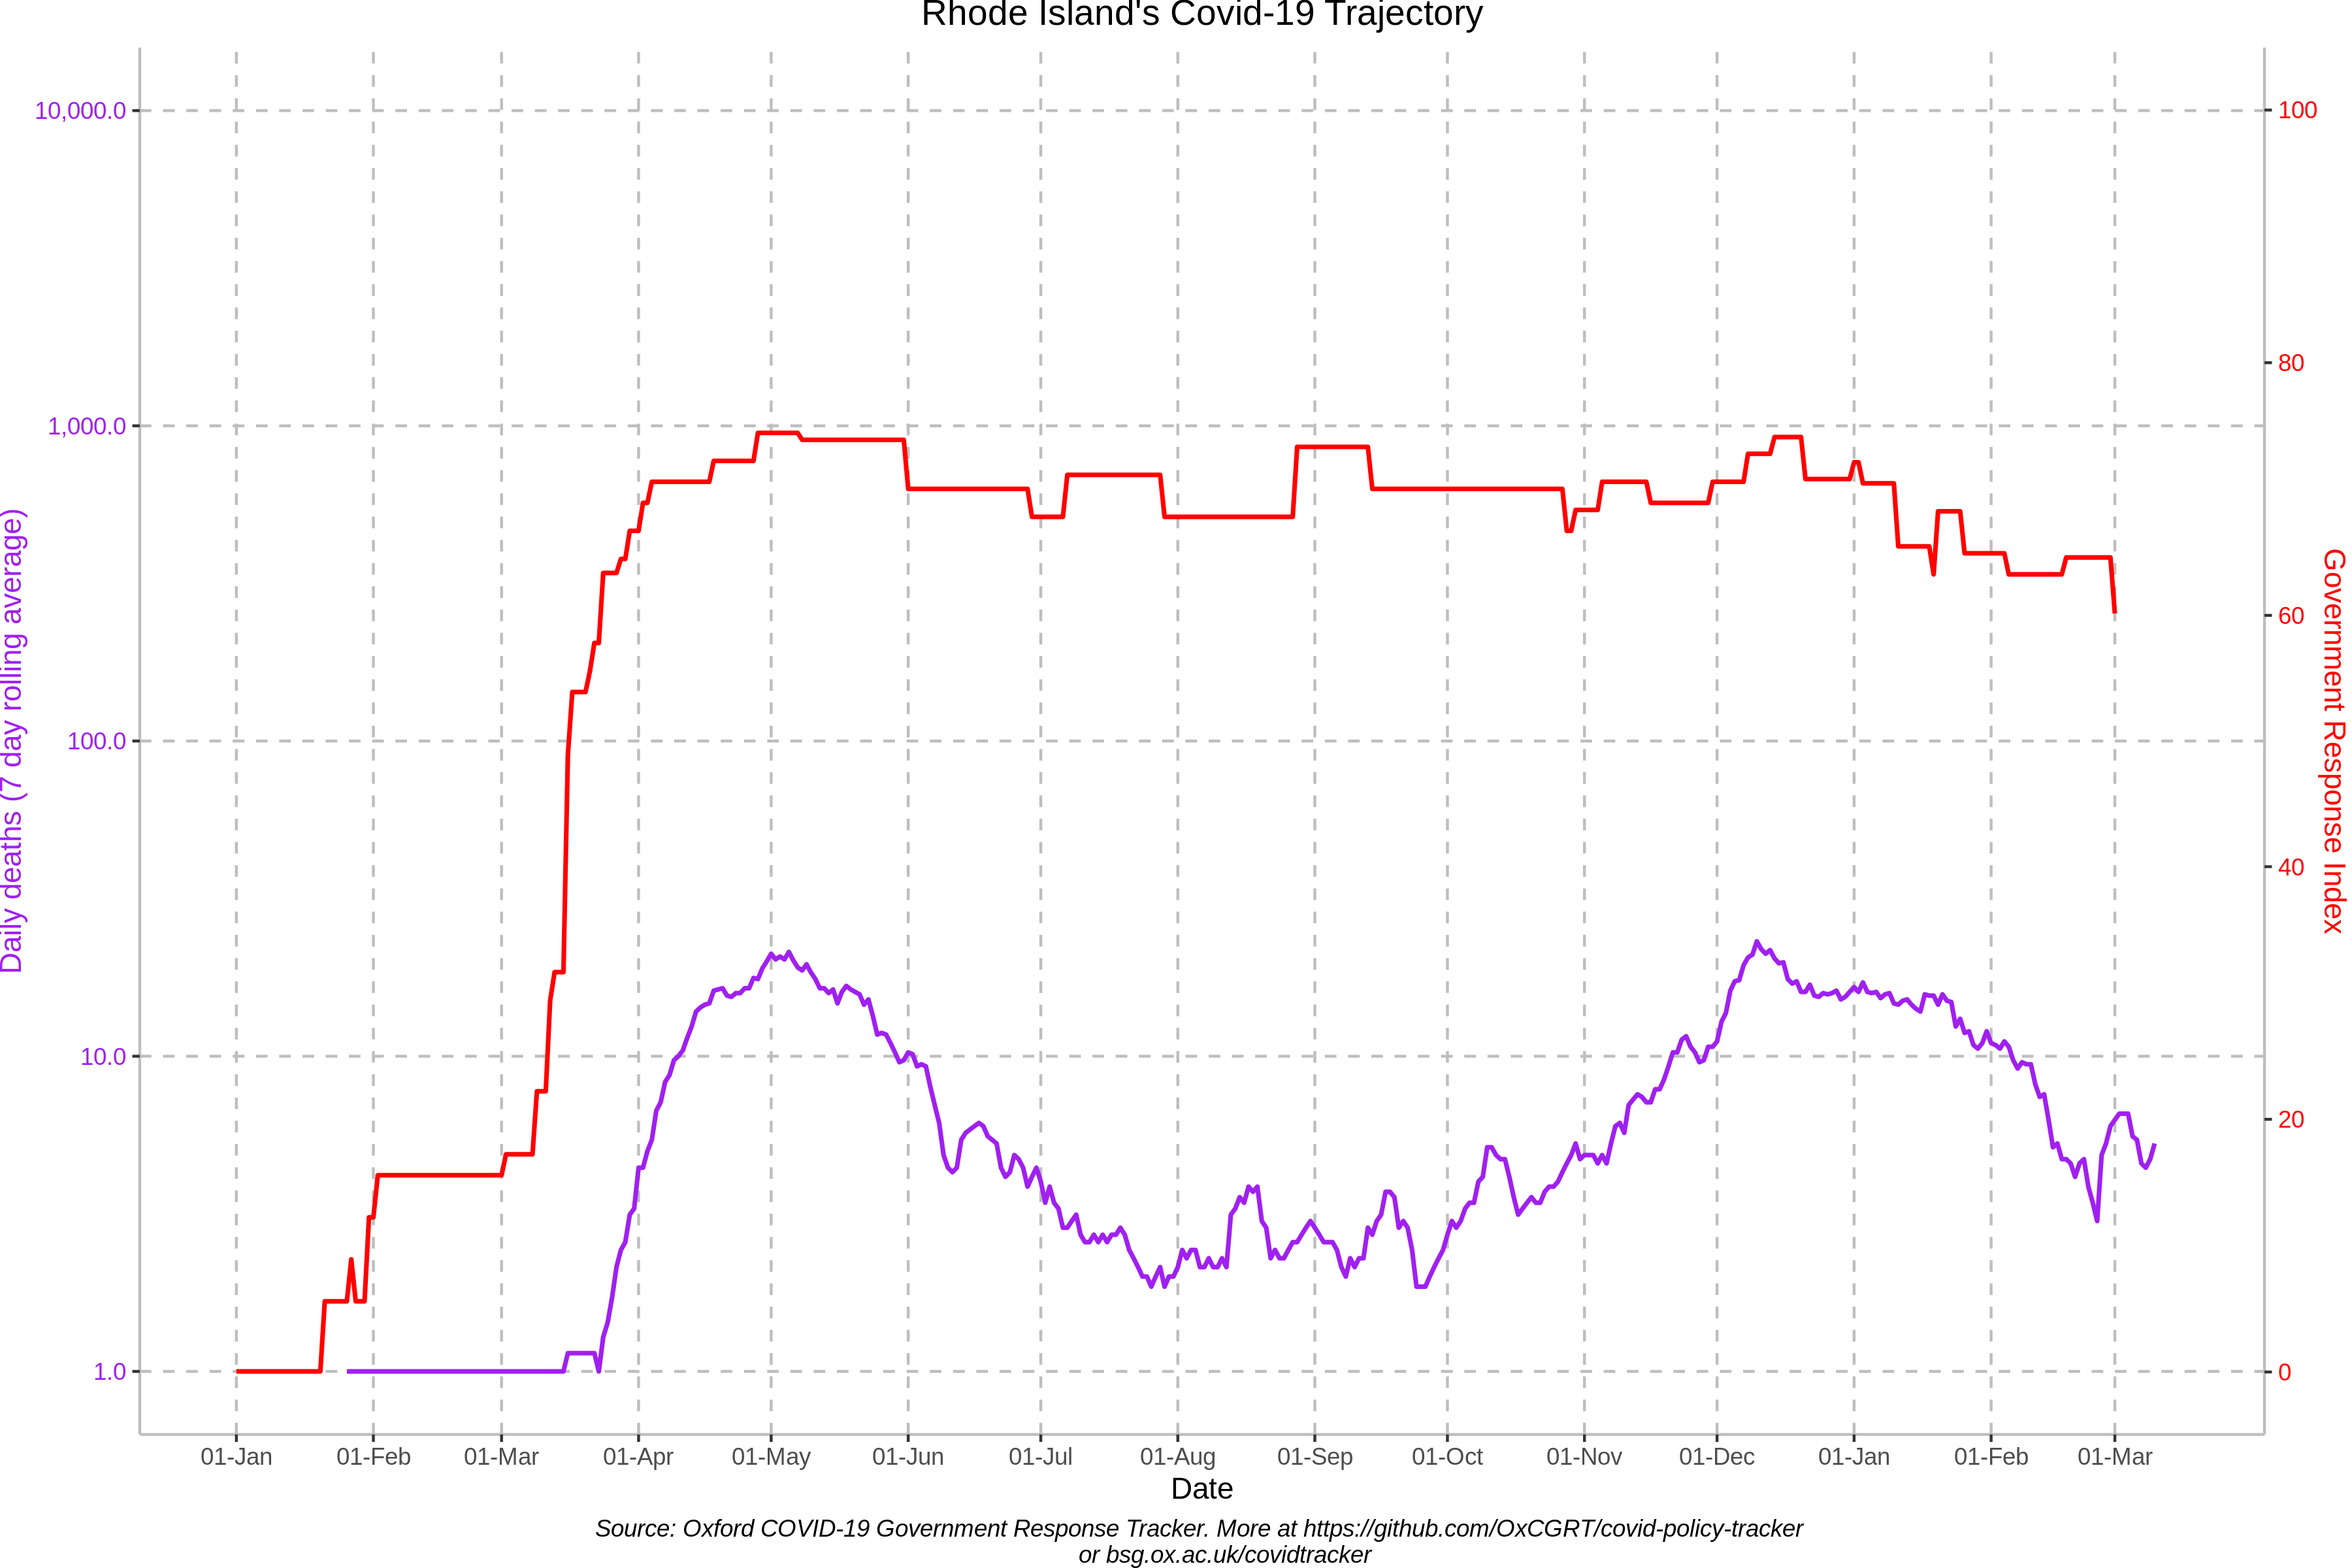 Rhode Island's Covid-19 Trajectory
10,000.0
1,000.0
100.0
10.0
1.0
Daily deaths (7 day rolling average)
100
80
60
40
20
0
Government Response Index
01-Jan 01-Feb 01-Mar 01-Apr 01-May 01-Jun 01-Jul 01-Aug 01-Sep 01-Oct 01-Nov 01-Dec 01-Jan 01-Feb 01-Mar
Date
Source: Oxford COVID-19 Government Response Tracker. More at https://github.com/OxCGRT/covid-policy-tracker
or bsg.ox.ac.uk/covidtracker